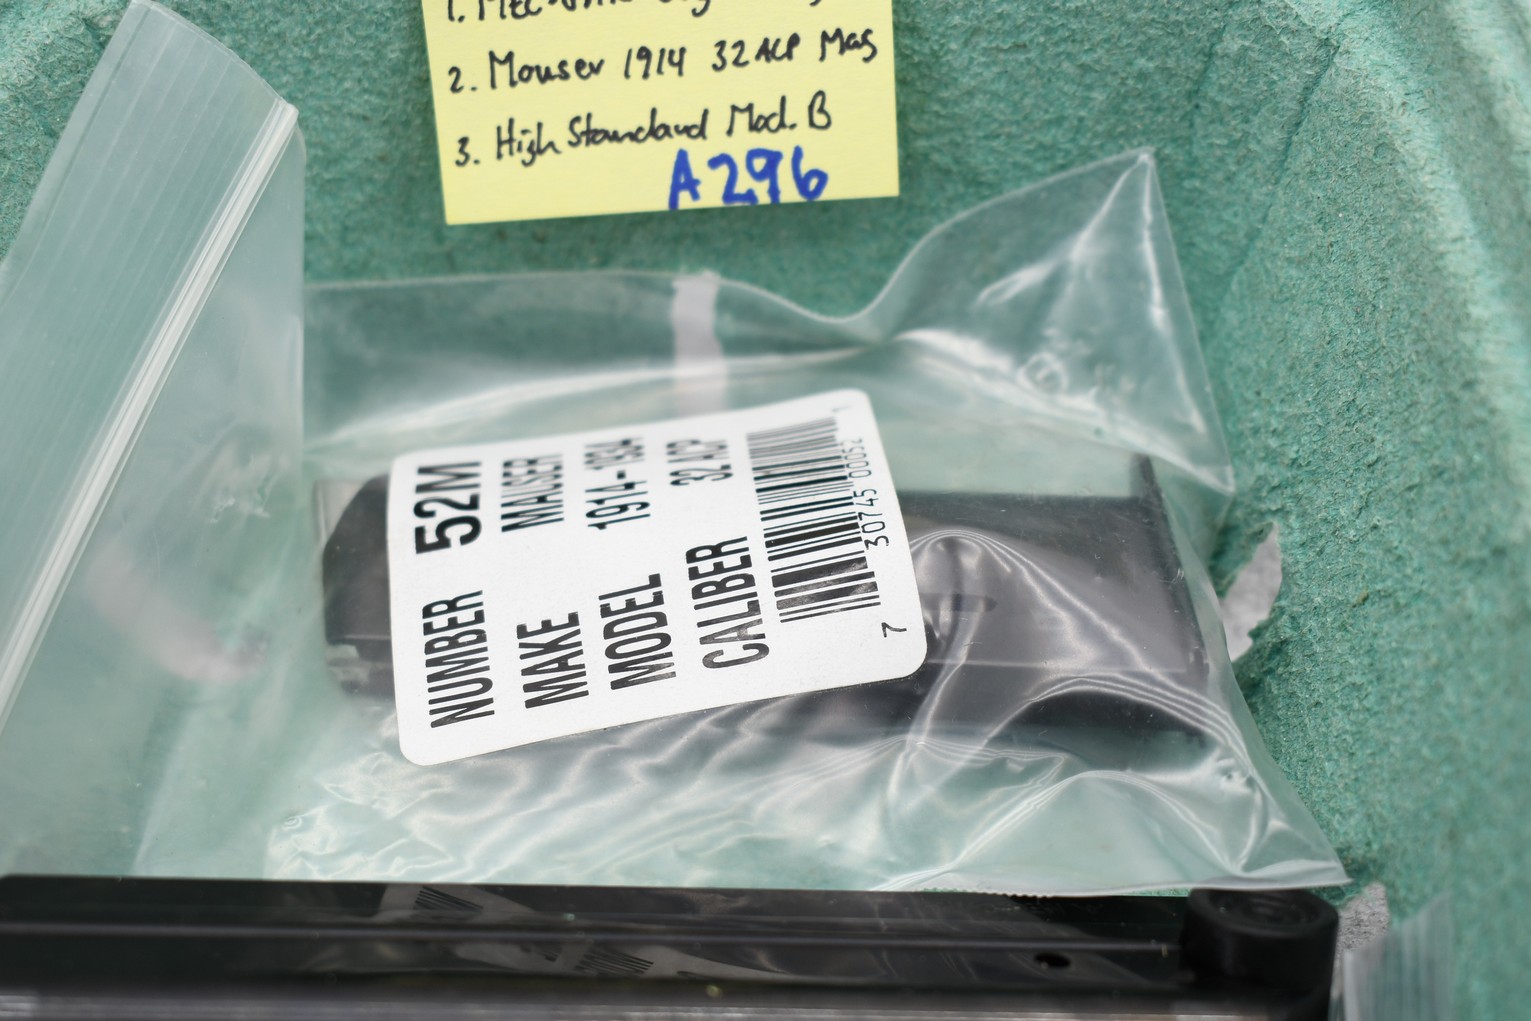 2. Mouser 1914 32 ACP Mag
3. High Standard Mod. B
A296
NUMBER 52M
MAKE MAUSER
MODEL 1914-1934
CALIBER 32 ACP
7 30745 00052 1